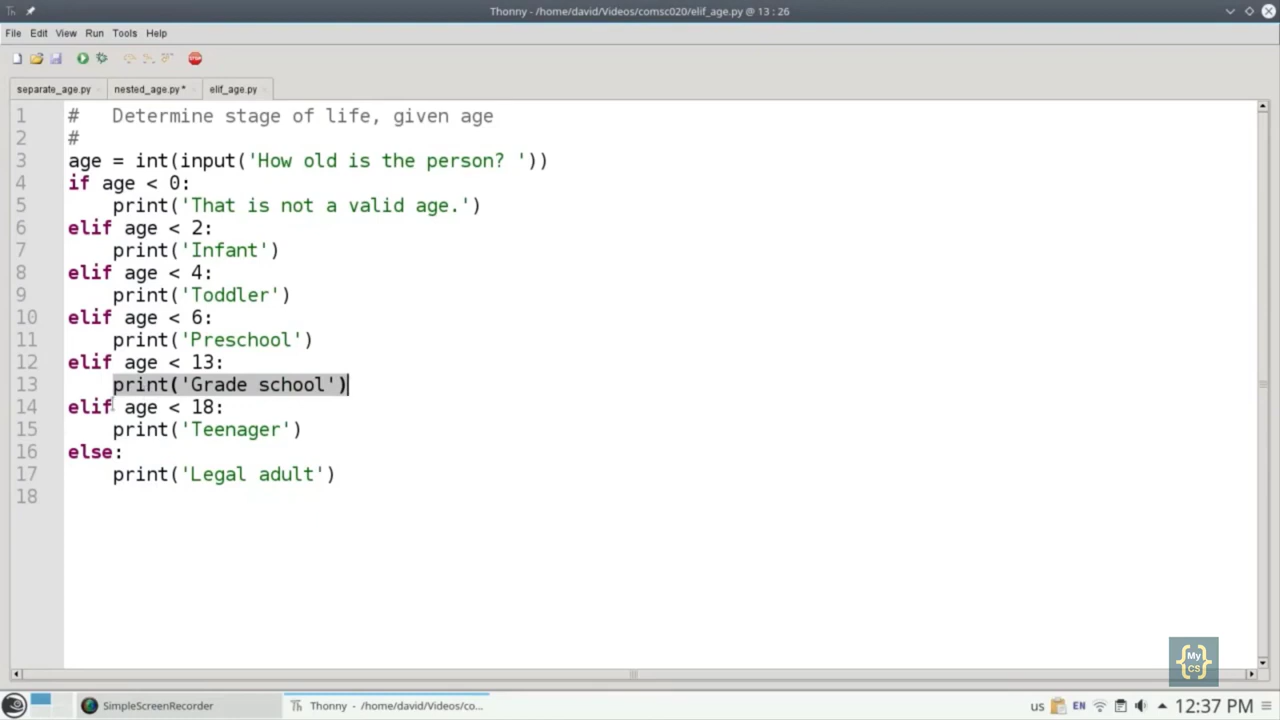 Thonny - /home/david/Videos/comsc020/elif_age.py @ 13 : 26
File Edit View Run Tools Help
STOP
separate_age.py nested_age.py * elif_age.py
1 #   Determine stage of life, given age
2 #
3 age = int(input('How old is the person? '))
4 if age < 0:
5     print('That is not a valid age.')
6 elif age < 2:
7     print('Infant')
8 elif age < 4:
9     print('Toddler')
10 elif age < 6:
11     print('Preschool')
12 elif age < 13:
13     print('Grade school')
14 elif age < 18:
15     print('Teenager')
16 else:
17     print('Legal adult')
18
{My CS}
SimpleScreenRecorder Thonny - /home/david/Videos/co... us EN 12:37 PM